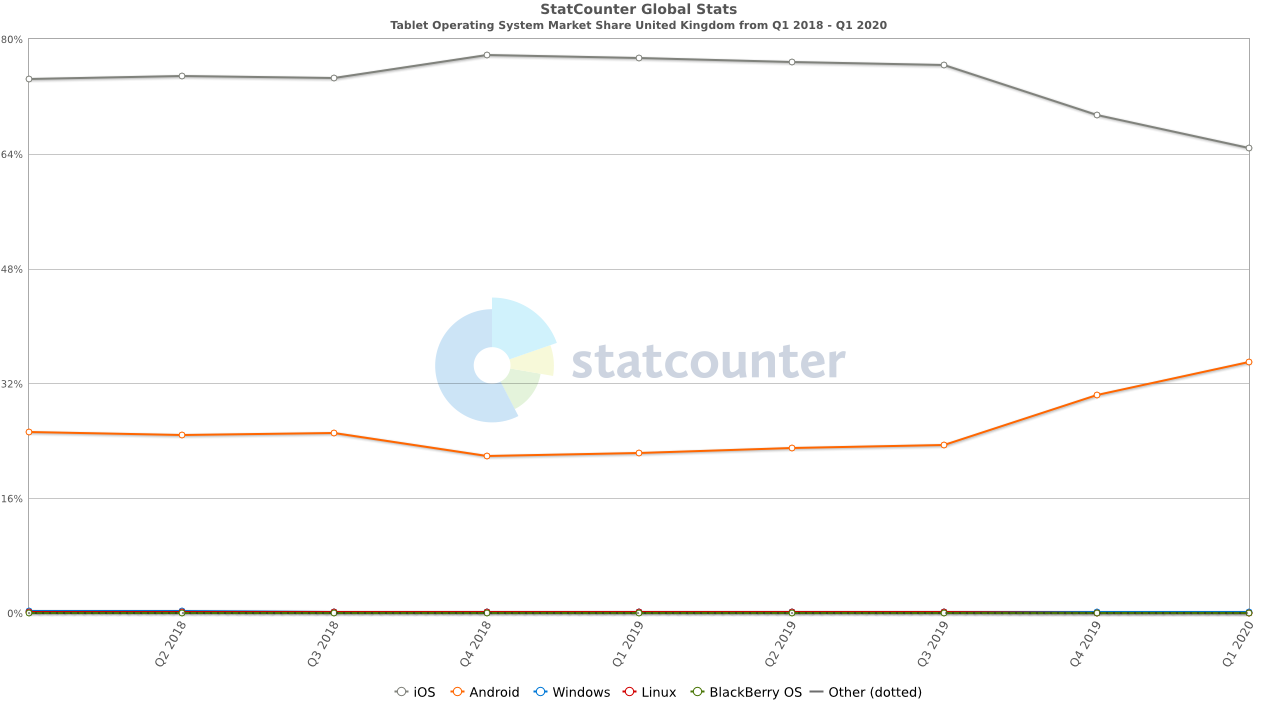 StatCounter Global Stats
Tablet Operating System Market Share United Kingdom from Q1 2018 - Q1 2020
80%
64%
48%
statcounter
32%
16%
0%
Q2 2018
Q3 2018
Q4 2018
Q1 2019
Q2 2019
Q3 2019
Q4 2019
Q1 2020
iOS Android Windows Linux BlackBerry OS Other (dotted)